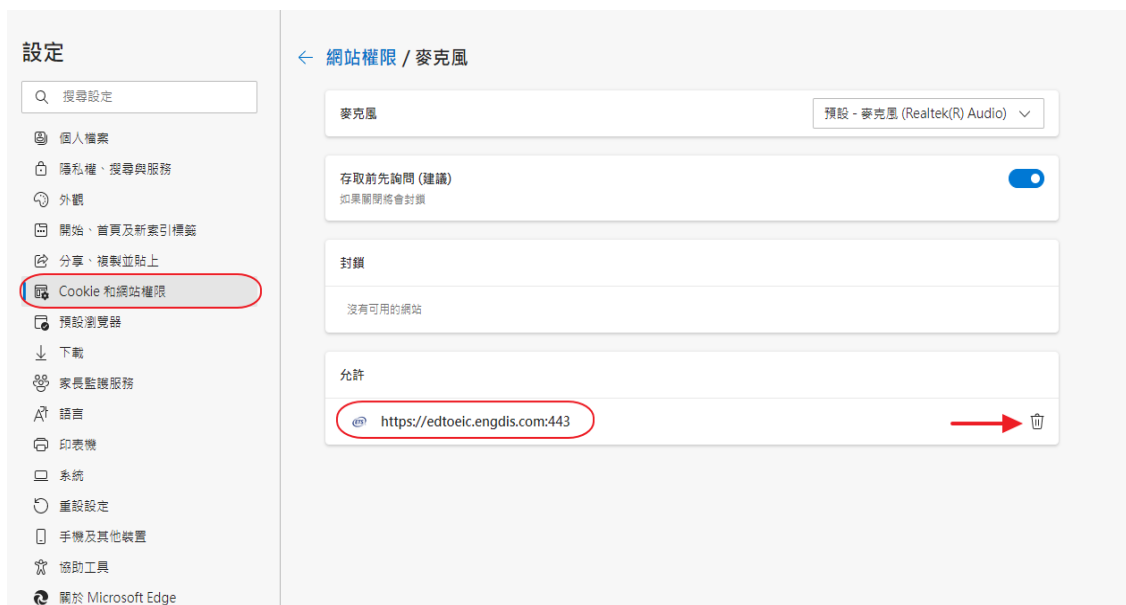 設定
搜尋設定
個人檔案
隱私權、搜尋與服務
外觀
開始、首頁及新索引標籤
分享、複製並貼上
Cookie 和網站權限
預設瀏覽器
下載
家長監護服務
語言
印表機
系統
重設設定
手機及其他裝置
協助工具
關於 Microsoft Edge
網站權限 / 麥克風
麥克風
預設 - 麥克風 (Realtek(R) Audio)
存取前先詢問 (建議)
如果關閉將會封鎖
封鎖
沒有可用的網站
允許
https://edtoeic.engdis.com:443